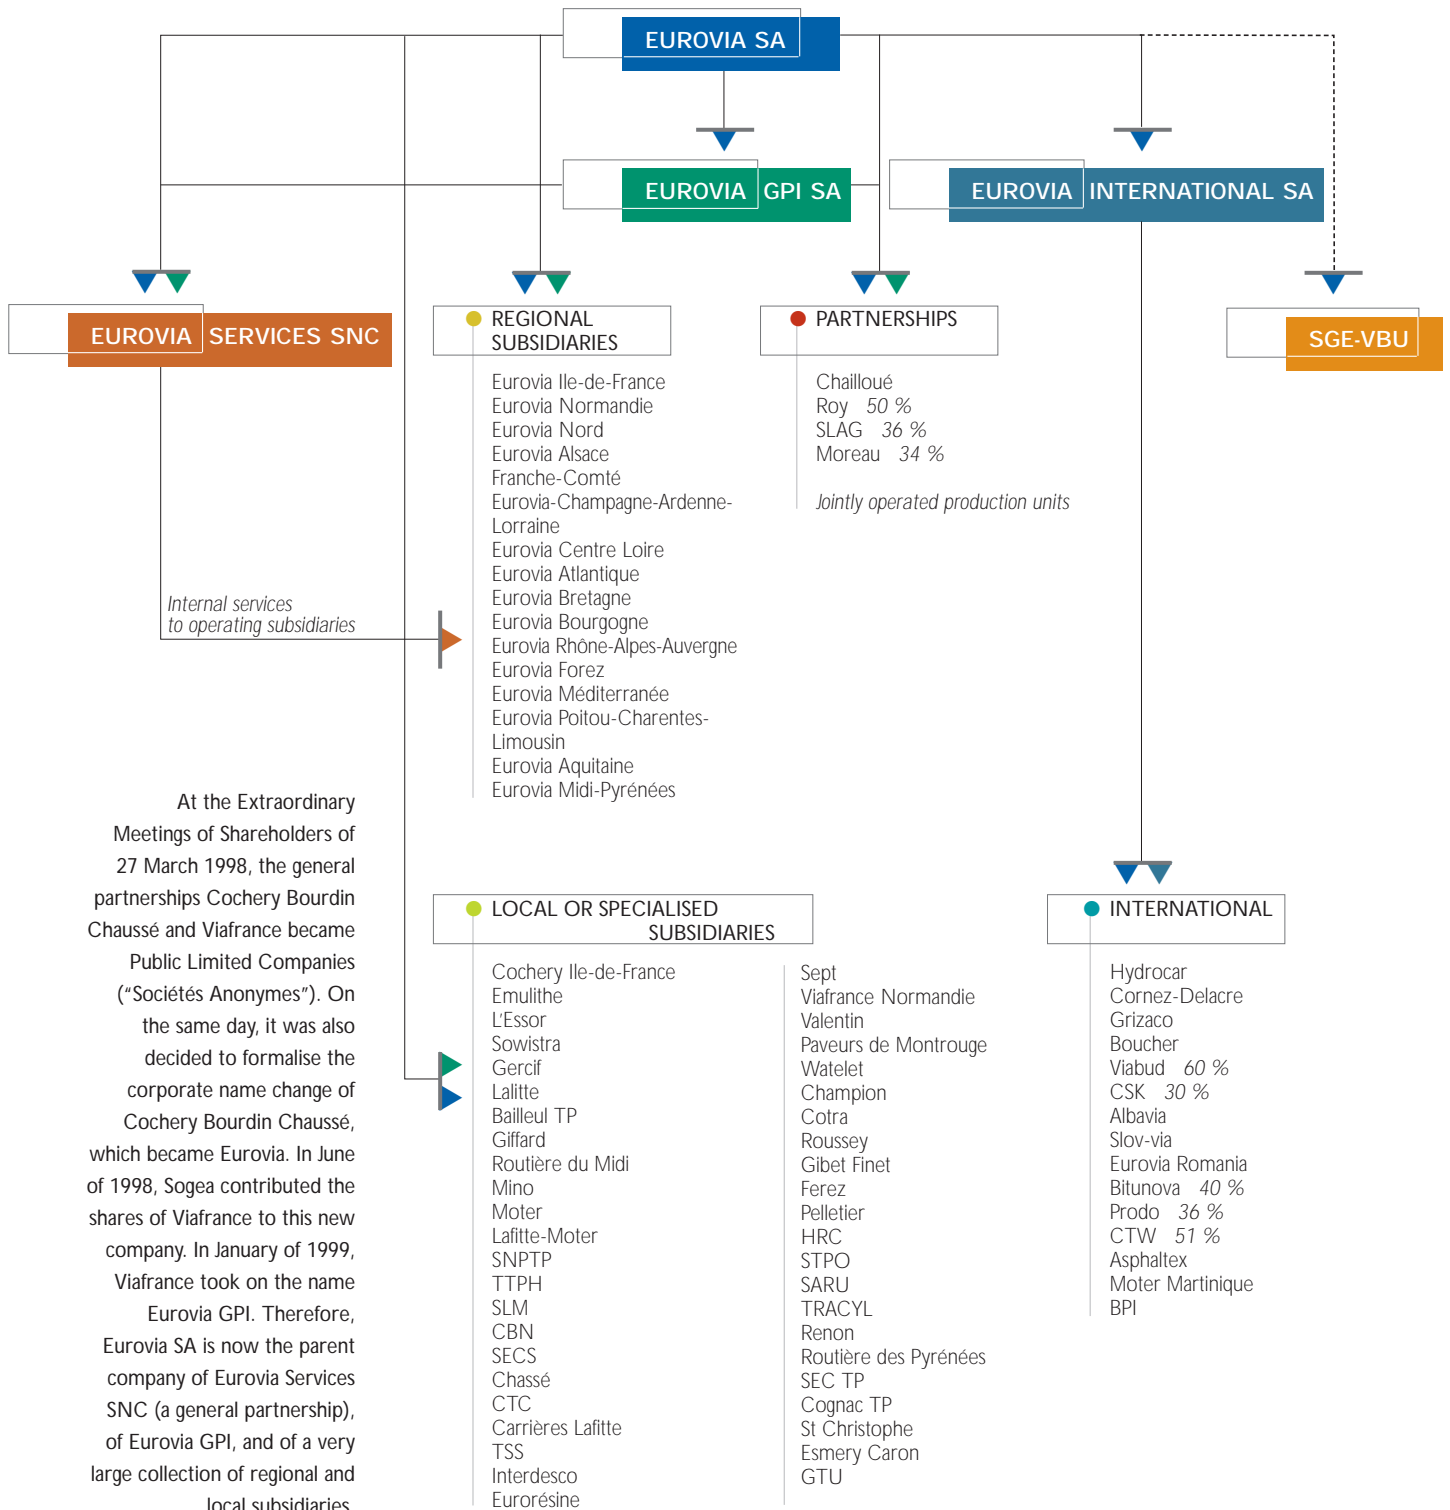 EUROVIA SA
EUROVIA GPI SA
EUROVIA INTERNATIONAL SA
EUROVIA SERVICES SNC
REGIONAL
SUBSIDIARIES
PARTNERSHIPS
SGE-VBU
Eurovia Ile-de-France
Eurovia Normandie
Eurovia Nord
Eurovia Alsace
Franche-Comté
Eurovia-Champagne-Ardenne-
Lorraine
Eurovia Centre Loire
Eurovia Atlantique
Eurovia Bretagne
Eurovia Bourgogne
Eurovia Rhône-Alpes-Auvergne
Eurovia Forez
Eurovia Méditerranée
Eurovia Poitou-Charentes-
Limousin
Eurovia Aquitaine
Eurovia Midi-Pyrénées
Chailloué
Roy 50 %
SLAG 36 %
Moreau 34 %
Jointly operated production units
Internal services
to operating subsidiaries
At the Extraordinary
Meetings of Shareholders of
27 March 1998, the general
partnerships Cochery Bourdin
Chaussé and Viafrance became
Public Limited Companies
(“Sociétés Anonymes”). On
the same day, it was also
decided to formalise the
corporate name change of
Cochery Bourdin Chaussé,
which became Eurovia. In June
of 1998, Sogea contributed the
shares of Viafrance to this new
company. In January of 1999,
Viafrance took on the name
Eurovia GPI. Therefore,
Eurovia SA is now the parent
company of Eurovia Services
SNC (a general partnership),
of Eurovia GPI, and of a very
large collection of regional and
local subsidiaries.
LOCAL OR SPECIALISED
SUBSIDIARIES
Cochery Ile-de-France
Emulithe
L'Essor
Sowistra
Gercif
Lalitte
Bailleul TP
Giffard
Routière du Midi
Mino
Moter
Lafitte-Moter
SNPTP
TTPH
SLM
CBN
SECS
Chassé
CTC
Carrières Lafitte
TSS
Interdesco
Eurorésine
Sept
Viafrance Normandie
Valentin
Paveurs de Montrouge
Watelet
Champion
Cotra
Roussey
Gibet Finet
Ferez
Pelletier
HRC
STPO
SARU
TRACYL
Renon
Routière des Pyrénées
SEC TP
Cognac TP
St Christophe
Esmery Caron
GTU
INTERNATIONAL
Hydrocar
Cornez-Delacre
Grizaco
Boucher
Viabud 60 %
CSK 30 %
Albavia
Slov-via
Eurovia Romania
Bitunova 40 %
Prodo 36 %
CTW 51 %
Asphaltex
Moter Martinique
BPI